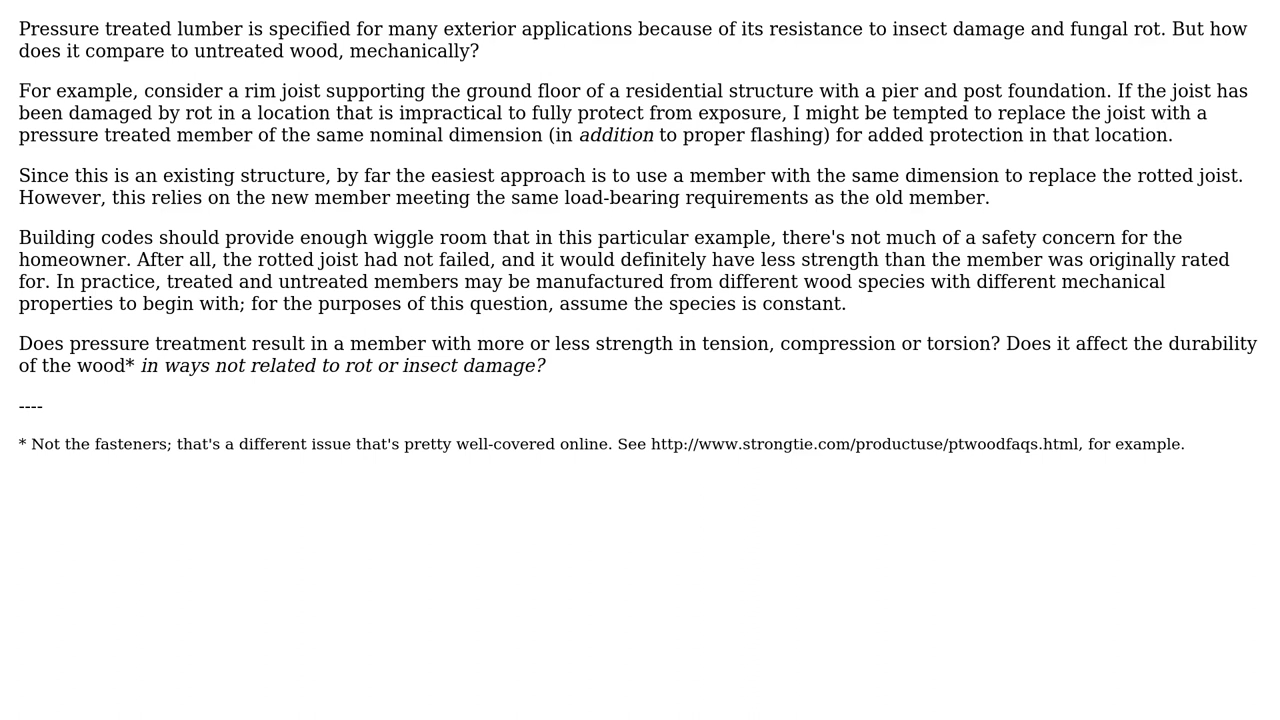 Pressure treated lumber is specified for many exterior applications because of its resistance to insect damage and fungal rot. But how
does it compare to untreated wood, mechanically?
For example, consider a rim joist supporting the ground floor of a residential structure with a pier and post foundation. If the joist has
been damaged by rot in a location that is impractical to fully protect from exposure, I might be tempted to replace the joist with a
pressure treated member of the same nominal dimension (in addition to proper flashing) for added protection in that location.
Since this is an existing structure, by far the easiest approach is to use a member with the same dimension to replace the rotted joist.
However, this relies on the new member meeting the same load-bearing requirements as the old member.
Building codes should provide enough wiggle room that in this particular example, there's not much of a safety concern for the
homeowner. After all, the rotted joist had not failed, and it would definitely have less strength than the member was originally rated
for. In practice, treated and untreated members may be manufactured from different wood species with different mechanical
properties to begin with; for the purposes of this question, assume the species is constant.
Does pressure treatment result in a member with more or less strength in tension, compression or torsion? Does it affect the durability
of the wood* in ways not related to rot or insect damage?
----
* Not the fasteners; that's a different issue that's pretty well-covered online. See http://www.strongtie.com/productuse/ptwoodfaqs.html, for example.